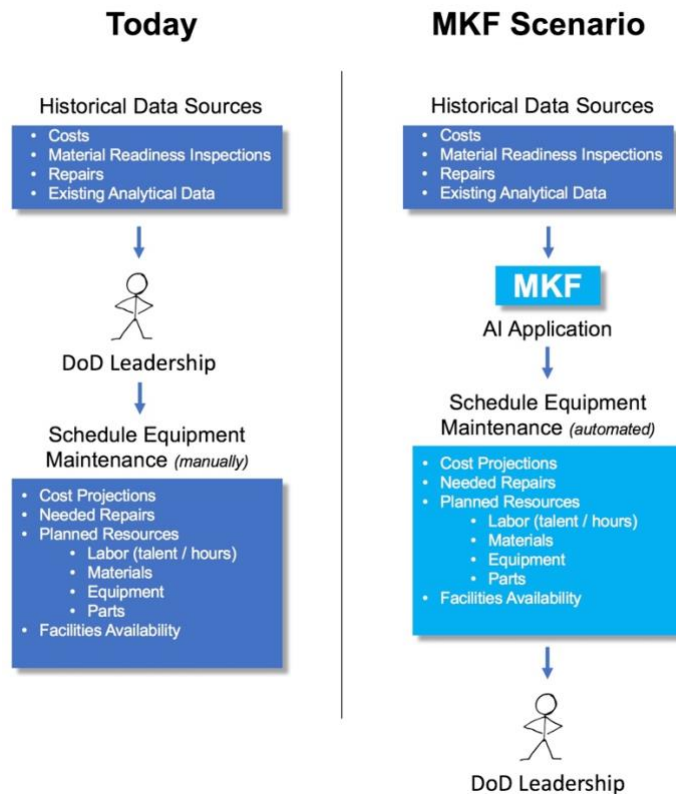 Today
Historical Data Sources
• Costs
• Material Readiness Inspections
• Repairs
• Existing Analytical Data
DoD Leadership
Schedule Equipment
Maintenance (manually)
• Cost Projections
• Needed Repairs
• Planned Resources
• Labor (talent / hours)
• Materials
• Equipment
• Parts
• Facilities Availability
MKF Scenario
Historical Data Sources
• Costs
• Material Readiness Inspections
• Repairs
• Existing Analytical Data
MKF
AI Application
Schedule Equipment
Maintenance (automated)
• Cost Projections
• Needed Repairs
• Planned Resources
• Labor (talent / hours)
• Materials
• Equipment
• Parts
• Facilities Availability
DoD Leadership